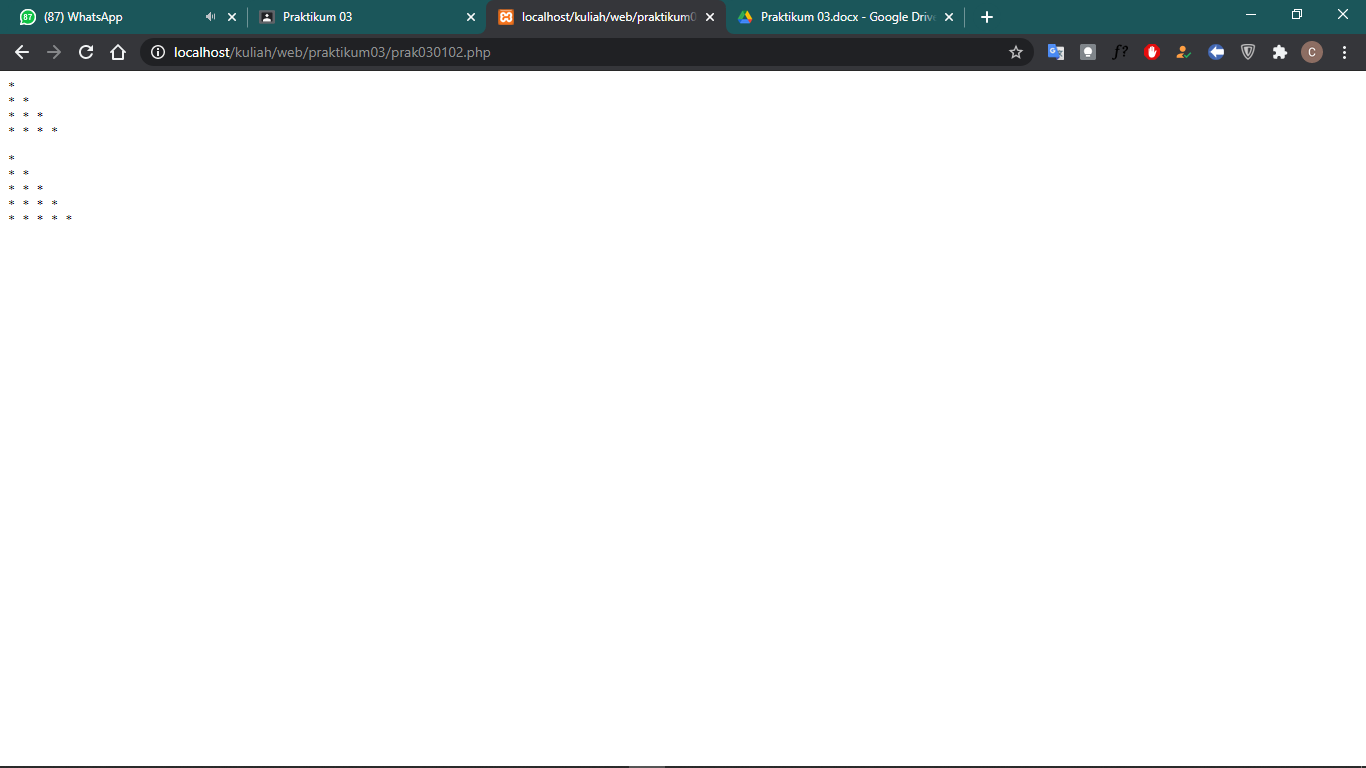 87 (87) WhatsApp
Praktikum 03
localhost/kuliah/web/praktikum0
Praktikum 03.docx - Google Drive
localhost/kuliah/web/praktikum03/prak030102.php
f?
C
*
* *
* * *
* * * *
*
* *
* * *
* * * *
* * * * *